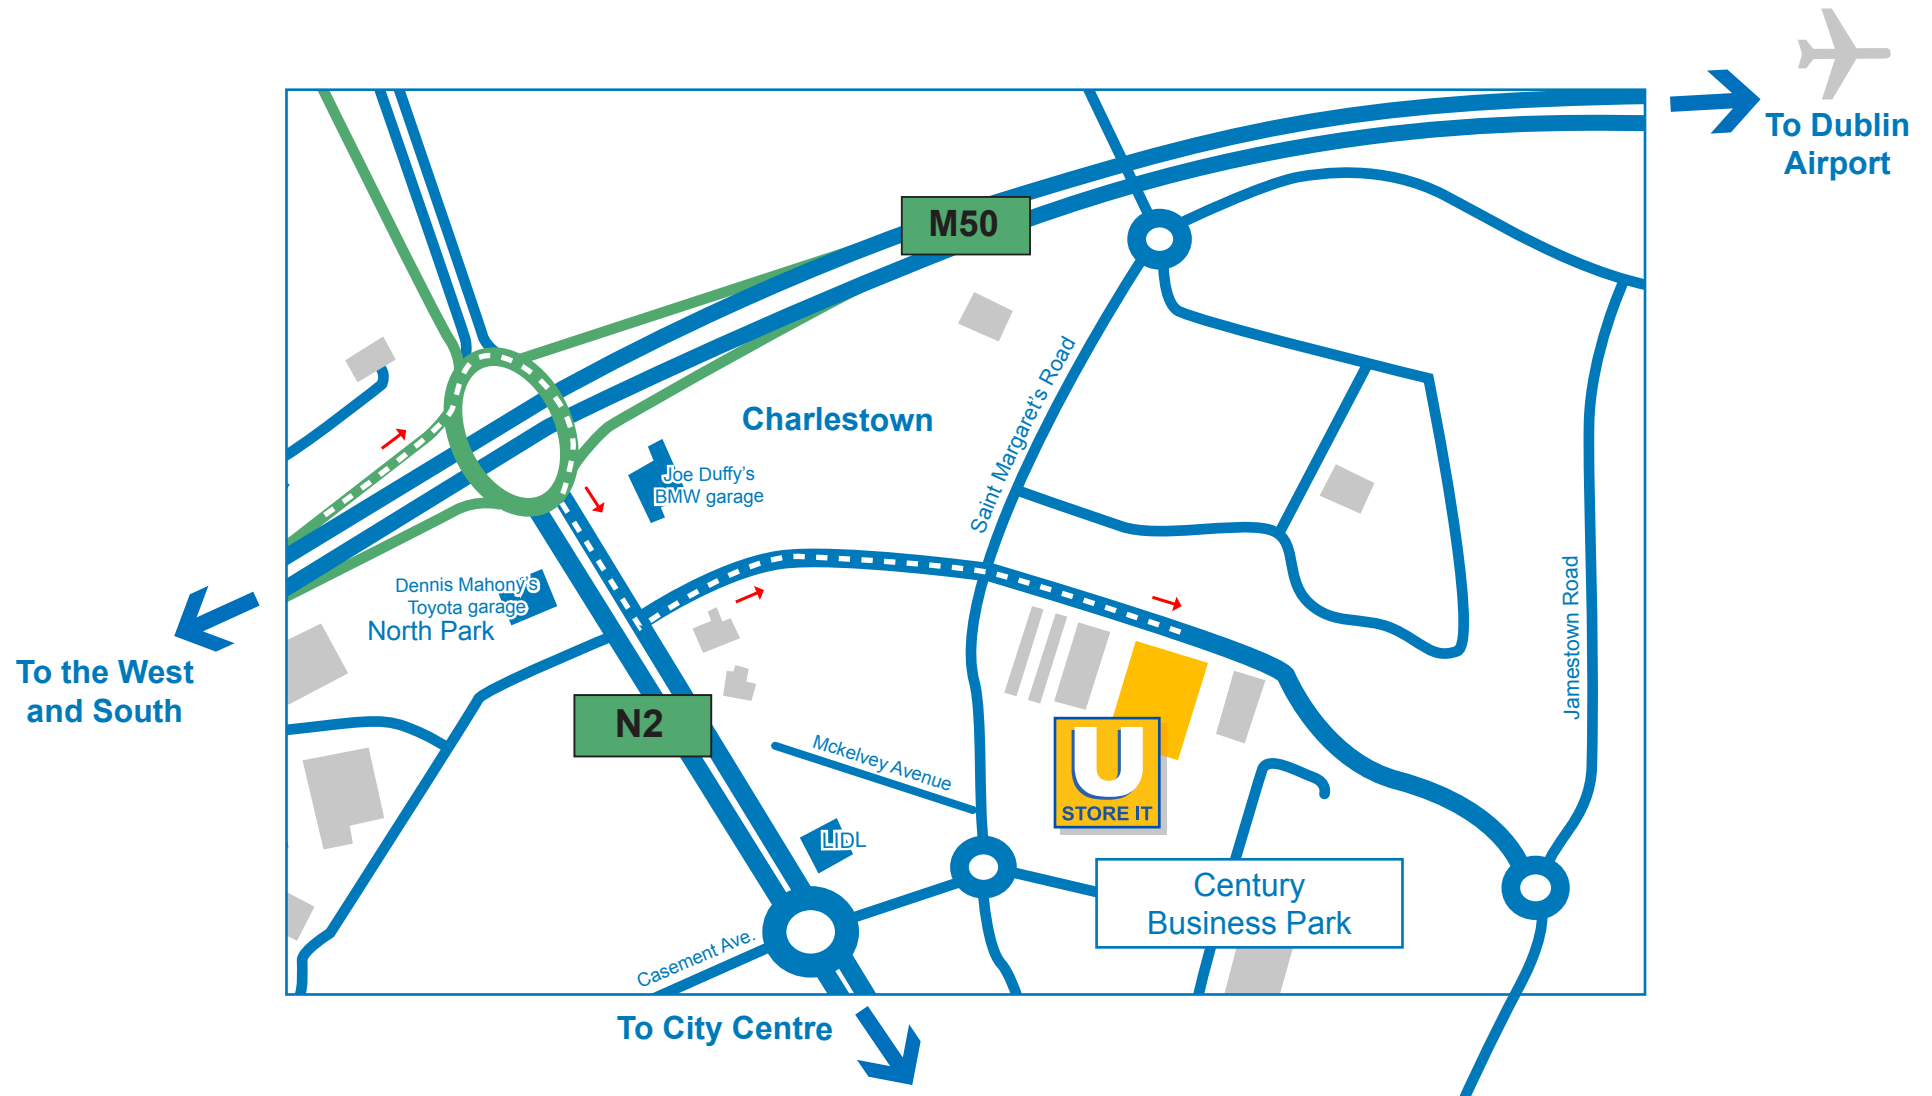 To Dublin
Airport
M50
Charlestown
Saint Margaret's Road
Joe Duffy's
BMW garage
Dennis Mahony's
Toyota garage
North Park
Jamestown Road
To the West
and South
N2
Mckelvey Avenue
U
STORE IT
LIDL
Century
Business Park
Casement Ave.
To City Centre